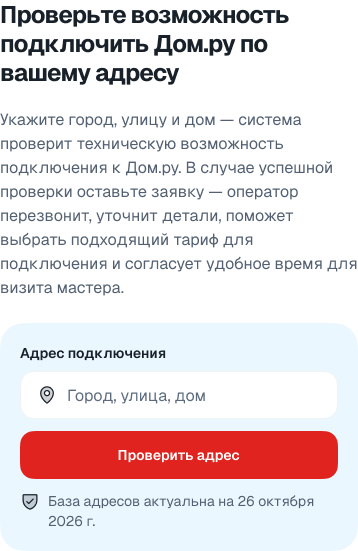 Проверьте возможность
подключить Дом.ру по
вашему адресу
Укажите город, улицу и дом — система
проверит техническую возможность
подключения к Дом.ру. В случае успешной
проверки оставьте заявку — оператор
перезвонит, уточнит детали, поможет
выбрать подходящий тариф для
подключения и согласует удобное время для
визита мастера.
Адрес подключения
Город, улица, дом
Проверить адрес
База адресов актуальна на 26 октября
2026 г.